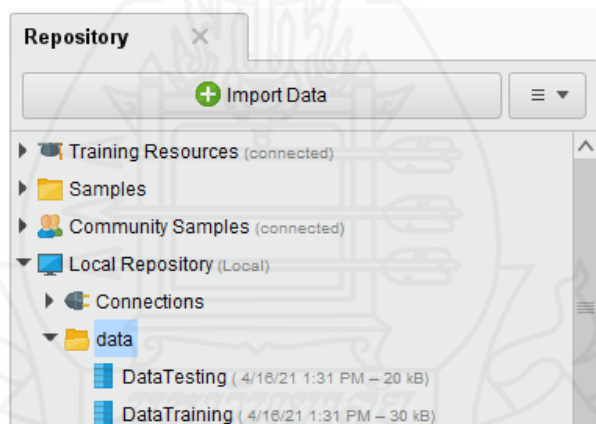 Repository
Import Data
Training Resources (connected)
Samples
Community Samples (connected)
Local Repository (Local)
Connections
data
DataTesting ( 4/16/21 1:31 PM – 20 kB)
DataTraining ( 4/16/21 1:31 PM – 30 kB)